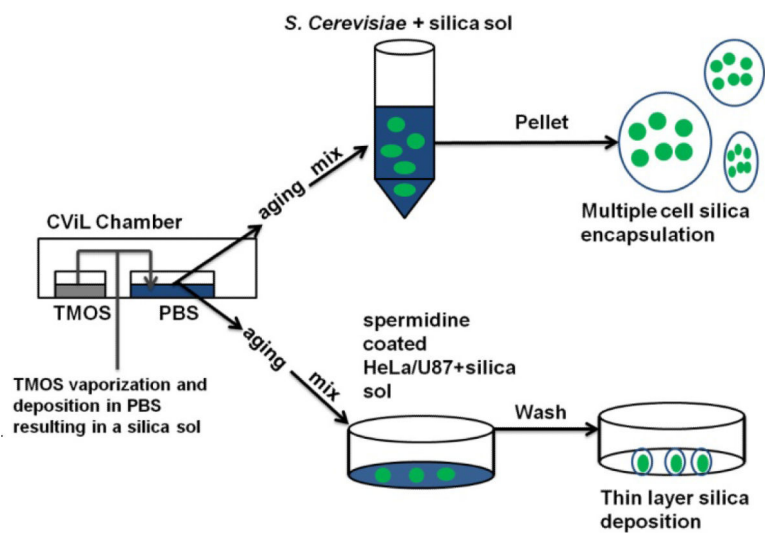 S. Cerevisiae + silica sol
Pellet
aging mix
CViL Chamber
Multiple cell silica
encapsulation
TMOS PBS
aging mix
spermidine
coated
HeLa/U87+silica
sol
TMOS vaporization and
deposition in PBS
resulting in a silica sol
Wash
Thin layer silica
deposition